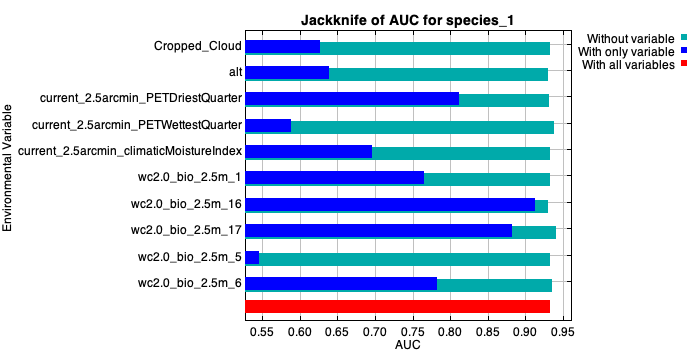 Jackknife of AUC for species_1
Without variable
With only variable
With all variables
Environmental Variable
Cropped_Cloud
alt
current_2.5arcmin_PETDriestQuarter
current_2.5arcmin_PETWettestQuarter
current_2.5arcmin_climaticMoistureIndex
wc2.0_bio_2.5m_1
wc2.0_bio_2.5m_16
wc2.0_bio_2.5m_17
wc2.0_bio_2.5m_5
wc2.0_bio_2.5m_6
0.55 0.60 0.65 0.70 0.75 0.80 0.85 0.90 0.95
AUC